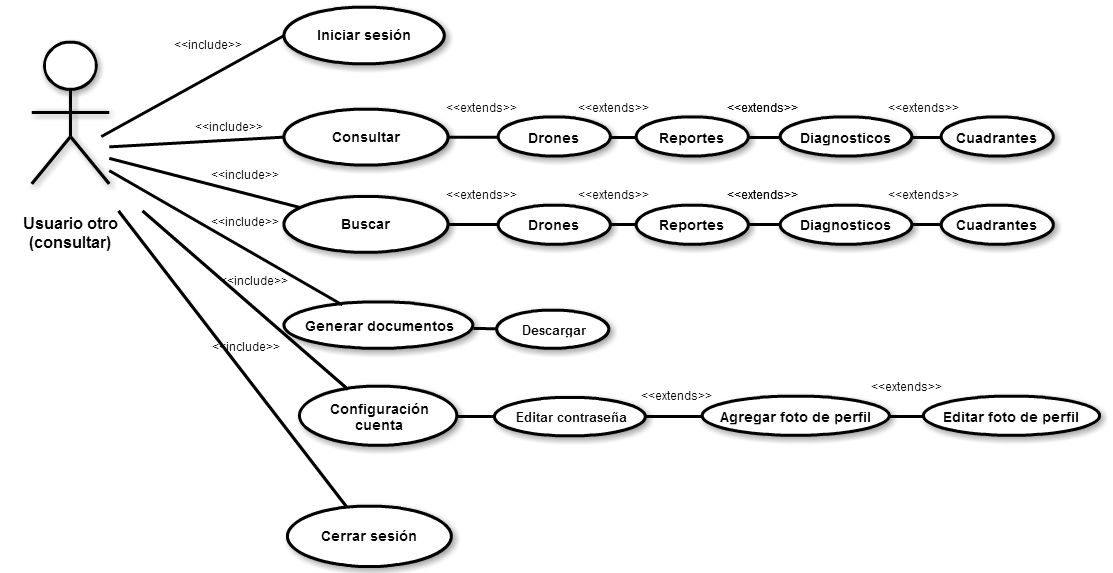 <<include>>
Iniciar sesión
<<include>>
Consultar
<<extends>>
Drones
<<extends>>
Reportes
<<extends>>
Diagnosticos
<<extends>>
Cuadrantes
<<include>>
Usuario otro
(consultar)
Buscar
<<extends>>
Drones
<<extends>>
Reportes
<<extends>>
Diagnosticos
<<extends>>
Cuadrantes
<<include>>
Generar documentos
Descargar
<<include>>
Configuración
cuenta
Editar contraseña
<<extends>>
Agregar foto de perfil
<<extends>>
Editar foto de perfil
<<include>>
Cerrar sesión